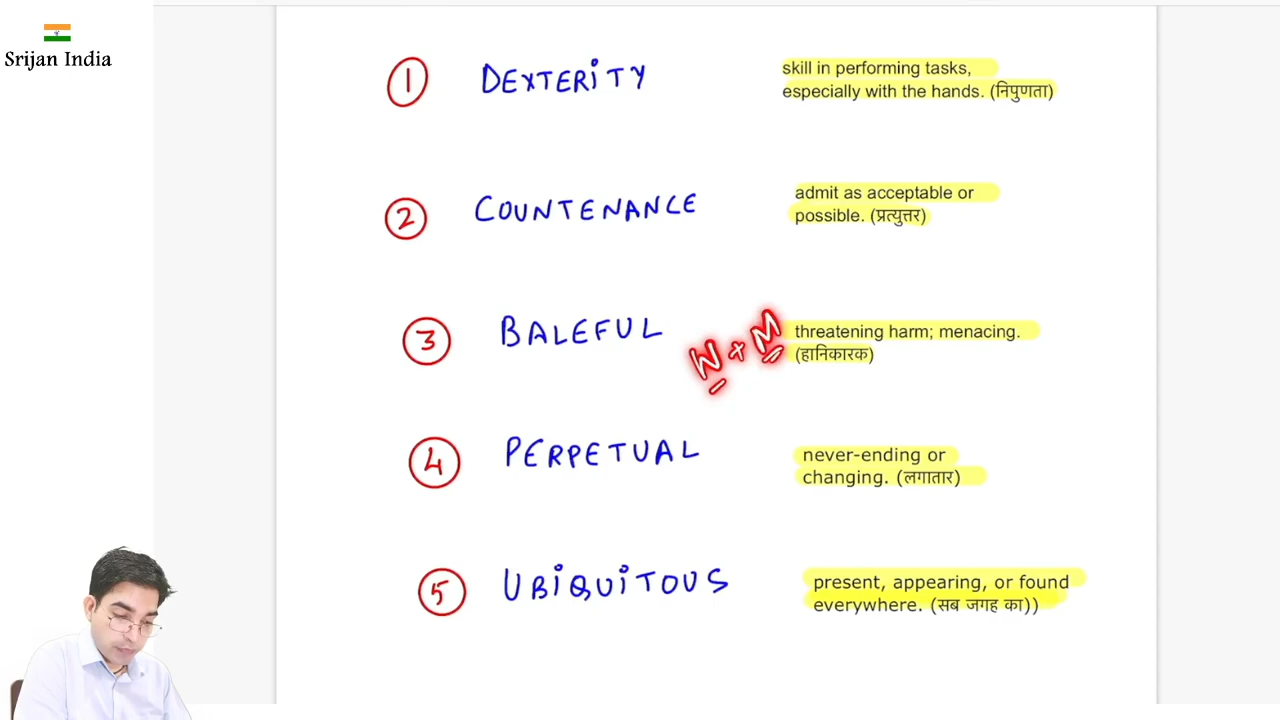 Srijan India
1 DEXTERITY
skill in performing tasks,
especially with the hands. (निपुणता)
2 COUNTENANCE
admit as acceptable or
possible. (प्रत्युत्तर)
3 BALEFUL
W + M
threatening harm; menacing.
(हानिकारक)
4 PERPETUAL
never-ending or
changing. (लगातार)
5 UBIQUITOUS
present, appearing, or found
everywhere. (सब जगह का))